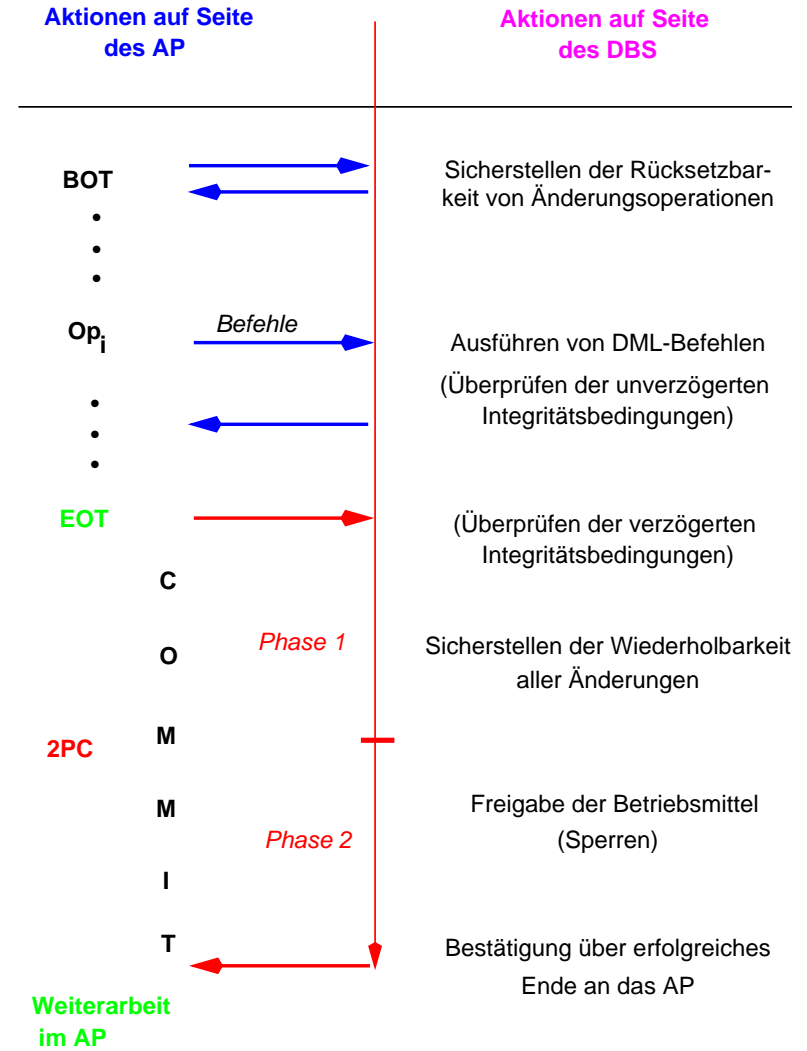 Aktionen auf Seite
des AP
Aktionen auf Seite
des DBS
BOT
Sicherstellen der Rücksetzbar-
keit von Änderungsoperationen
Op i
Befehle
Ausführen von DML-Befehlen
(Überprüfen der unverzögerten
Integritätsbedingungen)
EOT
(Überprüfen der verzögerten
Integritätsbedingungen)
C
O
Phase 1
Sicherstellen der Wiederholbarkeit
aller Änderungen
2PC
M
M
Phase 2
Freigabe der Betriebsmittel
(Sperren)
I
T
Bestätigung über erfolgreiches
Ende an das AP
Weiterarbeit
im AP